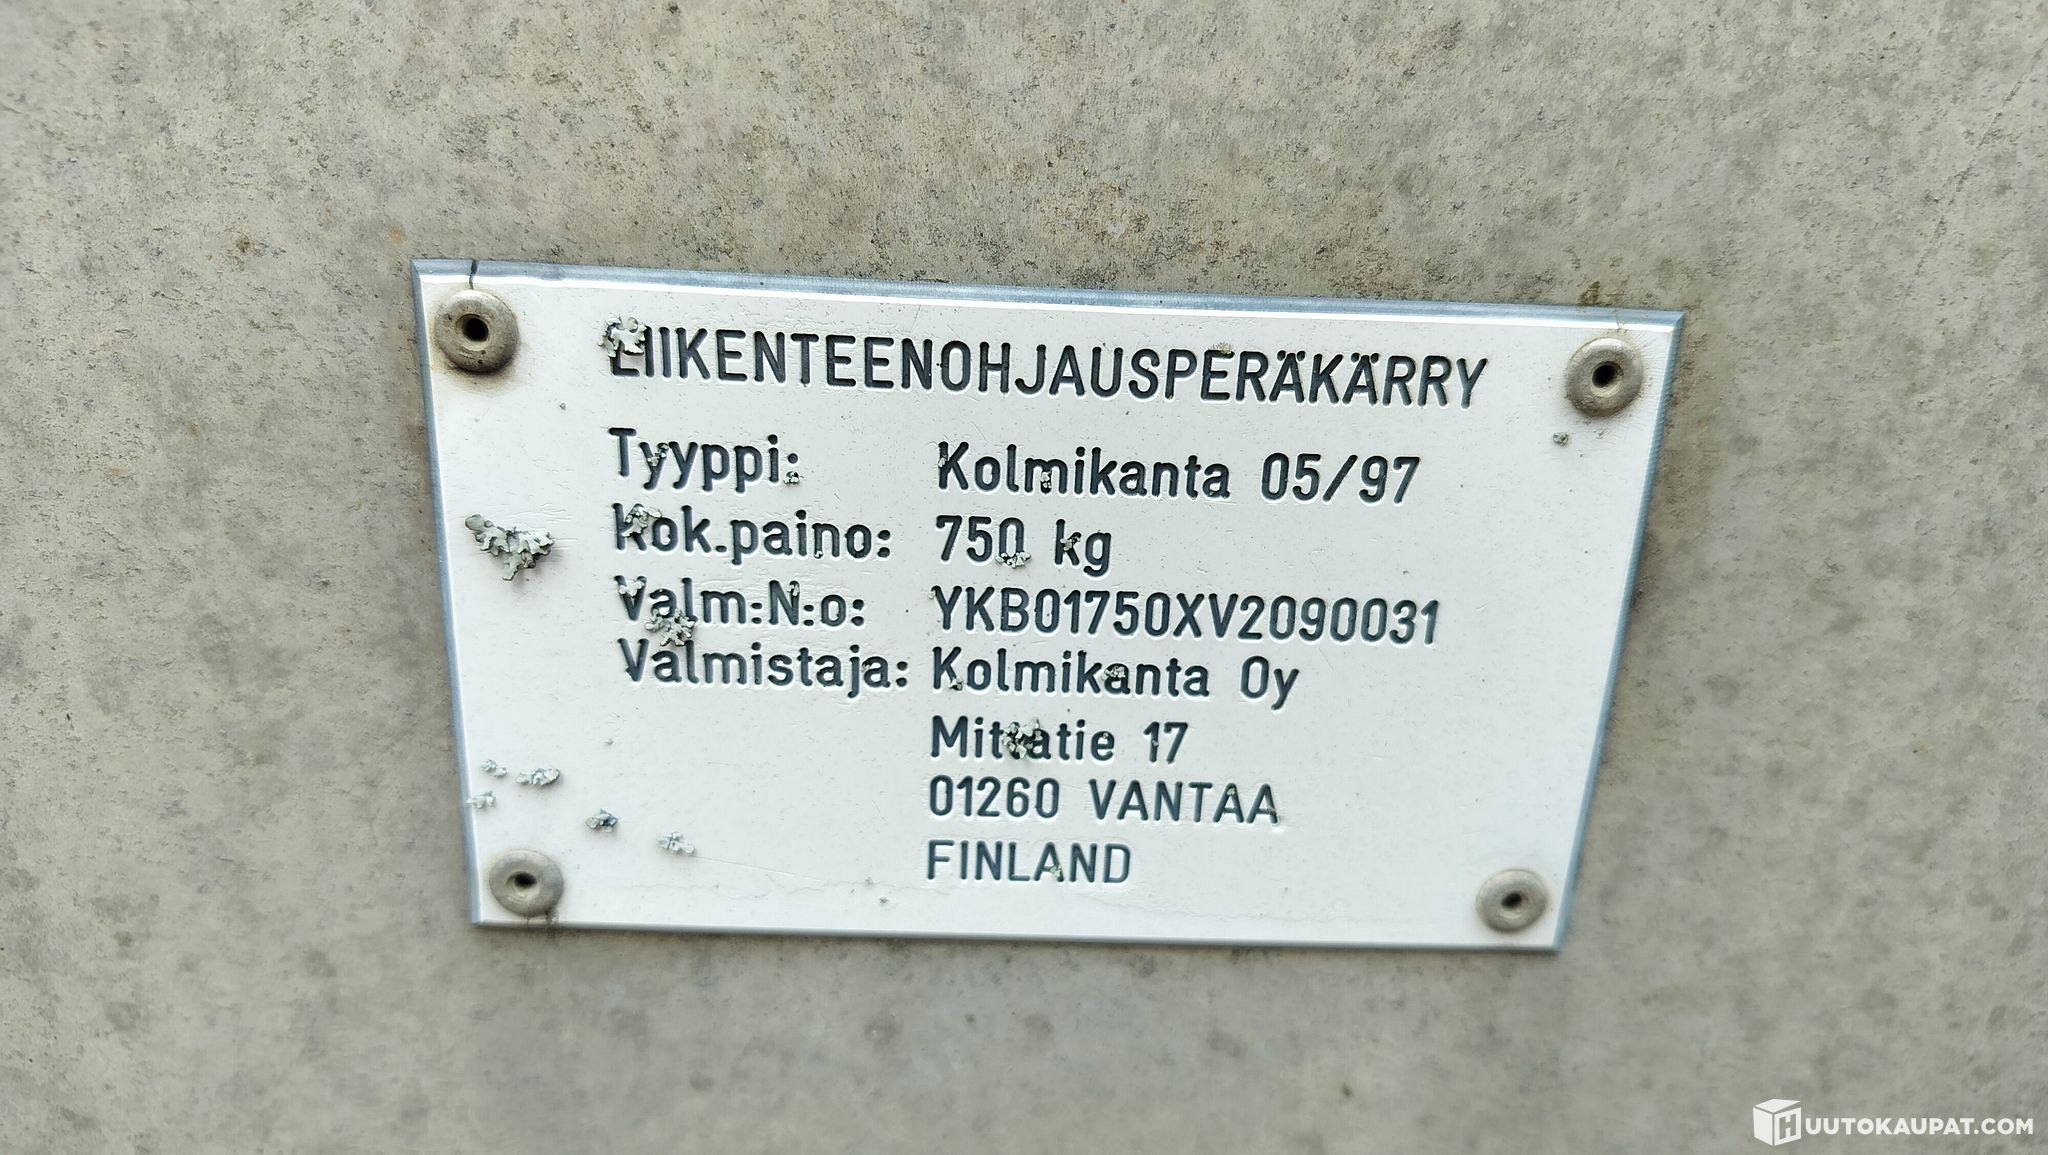 LIIKENTEENOHJAUSPERÄKÄRRY
Tyyppi: Kolmikanta 05/97
Kok.paino: 750 kg
Valm.N:o: YKB01750XV2090031
Valmistaja: Kolmikanta Oy
Mittatie 17
01260 VANTAA
FINLAND
HUUTOKAUPAT.COM